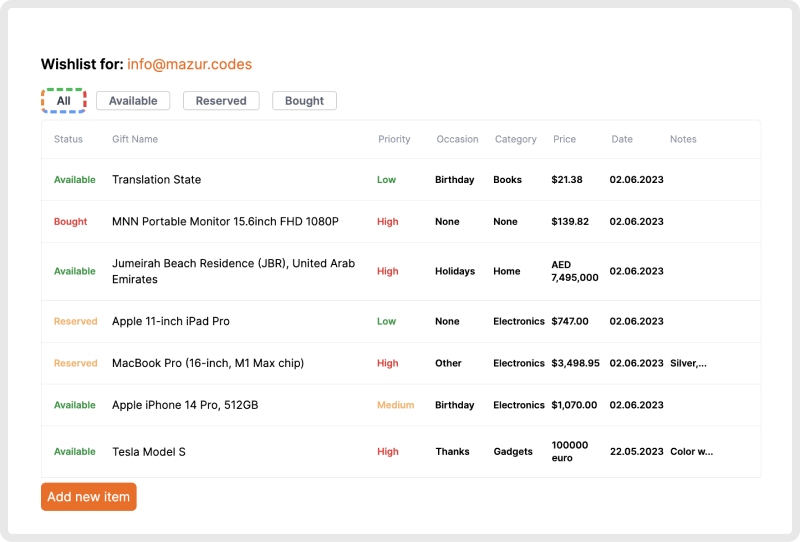 Wishlist for: info@mazur.codes
All Available Reserved Bought
Status Gift Name Priority Occasion Category Price Date Notes
Available Translation State Low Birthday Books $21.38 02.06.2023
Bought MNN Portable Monitor 15.6inch FHD 1080P High None None $139.82 02.06.2023
Available Jumeirah Beach Residence (JBR), United Arab Emirates High Holidays Home AED 7,495,000 02.06.2023
Reserved Apple 11-inch iPad Pro Low None Electronics $747.00 02.06.2023
Reserved MacBook Pro (16-inch, M1 Max chip) High Other Electronics $3,498.95 02.06.2023 Silver,...
Available Apple iPhone 14 Pro, 512GB Medium Birthday Electronics $1,070.00 02.06.2023
Available Tesla Model S High Thanks Gadgets 100000 euro 22.05.2023 Color w...
Add new item